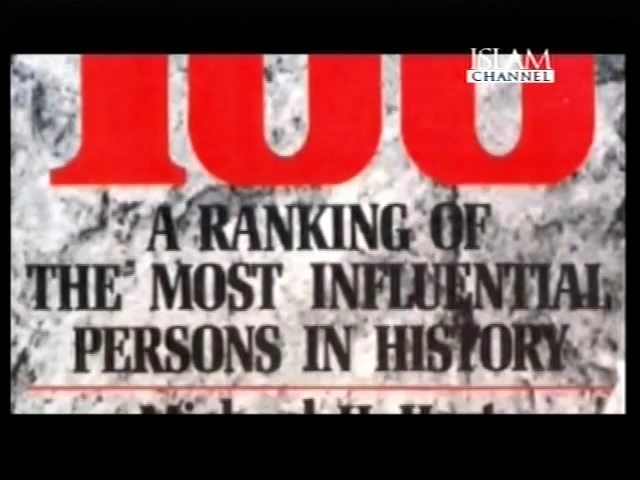 ISLAM
CHANNEL
100
A RANKING OF
THE MOST INFLUENTIAL
PERSONS IN HISTORY